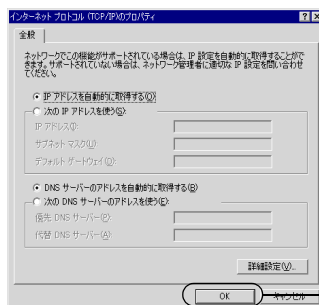 インターネット プロトコル (TCP/IP)のプロパティ
全般
ネットワークでこの機能がサポートされている場合は、IP 設定を自動的に取得することがで
きます。サポートされていない場合は、ネットワーク管理者に適切な IP 設定を問い合わせ
てください。
IP アドレスを自動的に取得する(O)
次の IP アドレスを使う(S):
IP アドレス(I):
サブネット マスク(U):
デフォルト ゲートウェイ(D):
DNS サーバーのアドレスを自動的に取得する(B)
次の DNS サーバーのアドレスを使う(E):
優先 DNS サーバー(P):
代替 DNS サーバー(A):
詳細設定(V)...
OK
キャンセル